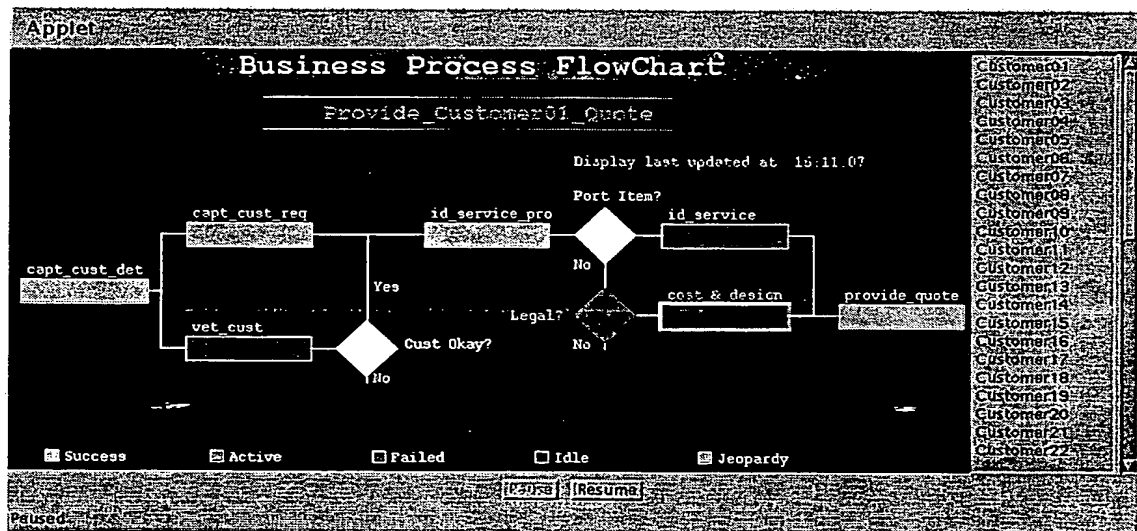 Applet
Business Process FlowChart
Provide_Customer01_Quote
Display last updated at 16:11.07
Port Item?
capt_cust_req
id_service_pro
id_service
No
capt_cust_det
Yes
cost & design
provide_quote
Legal?
vet_cust
Cust Okay?
No
No
Success
Active
Failed
Idle
Jeopardy
Resume
Paused
Customer01
Customer02
Customer03
Customer04
Customer05
Customer06
Customer07
Customer08
Customer09
Customer10
Customer11
Customer12
Customer13
Customer14
Customer15
Customer16
Customer17
Customer18
Customer19
Customer20
Customer21
Customer22